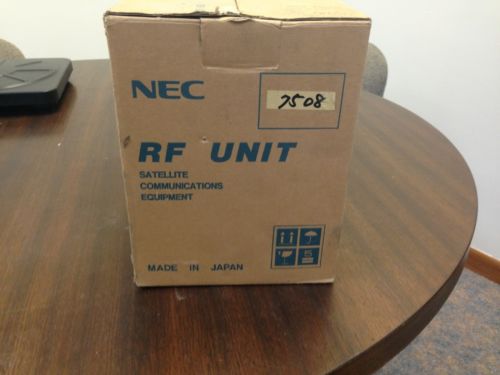 NEC
7508
RF UNIT
SATELLITE
COMMUNICATIONS
EQUIPMENT
MADE IN JAPAN